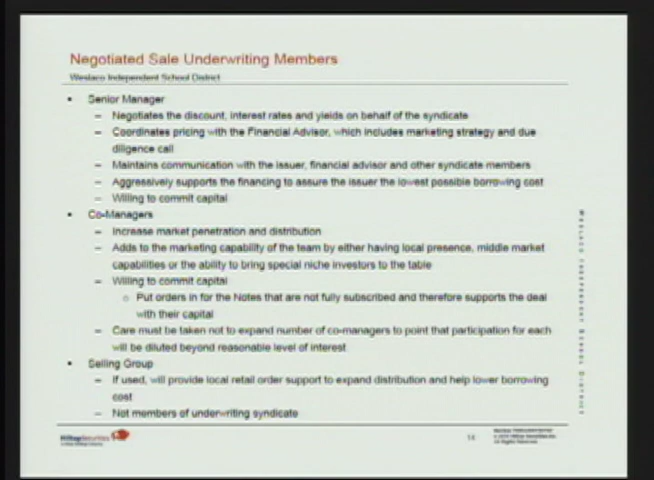 Negotiated Sale Underwriting Members
Weslaco Independent School District
• Senior Manager
– Negotiates the discount, interest rates and yields on behalf of the syndicate
– Coordinates pricing with the Financial Advisor, which includes marketing strategy and due
diligence call
– Maintains communication with the issuer, financial advisor and other syndicate members
– Aggressively supports the financing to assure the issuer the lowest possible borrowing cost
– Willing to commit capital
• Co-Managers
– Increase market penetration and distribution
– Adds to the marketing capability of the team by either having local presence, middle market
capabilities or the ability to bring special niche investors to the table
– Willing to commit capital
o Put orders in for the Notes that are not fully subscribed and therefore supports the deal
with their capital
– Care must be taken not to expand number of co-managers to point that participation for each
will be diluted beyond reasonable level of interest
• Selling Group
– If used, will provide local retail order support to expand distribution and help lower borrowing
cost
– Not members of underwriting syndicate
Weslaco Independent School District
HilltopSecurities
All Rights Reserved